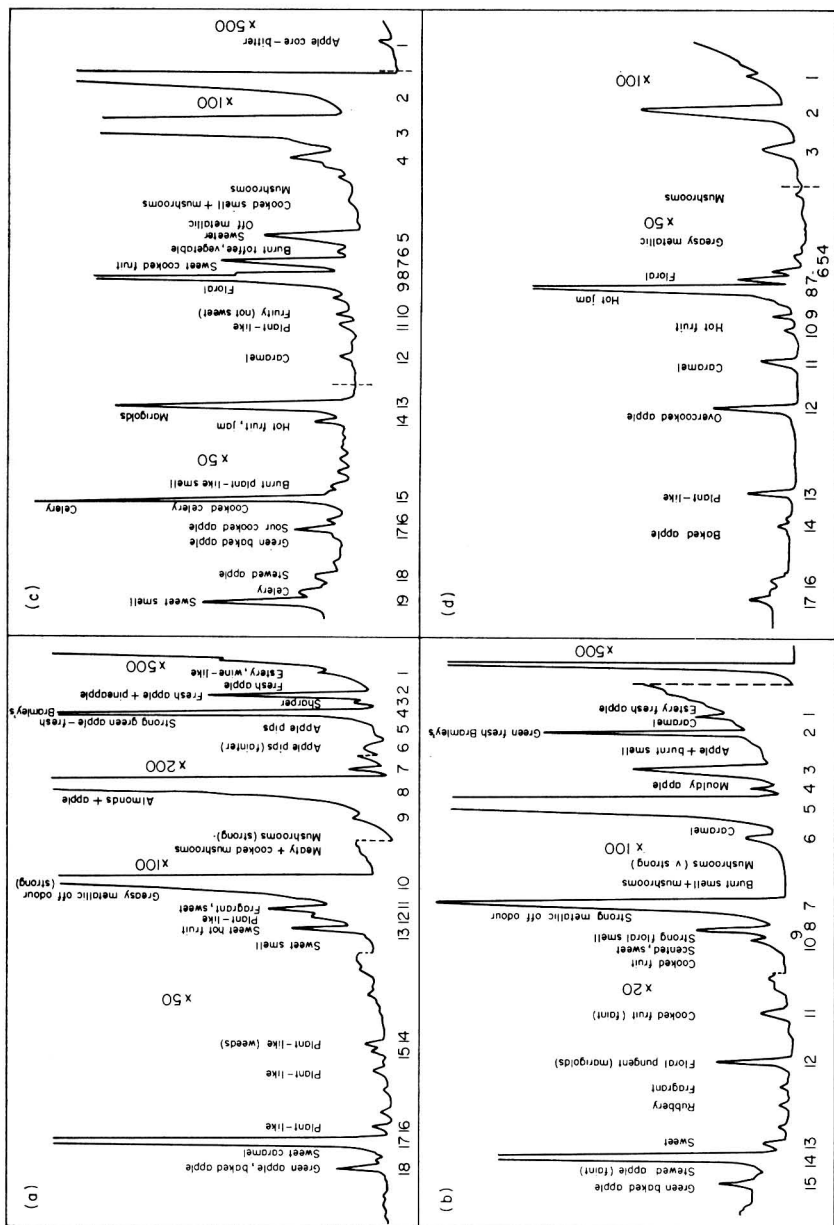 (a)
x 500
Estery, wine-like
Fresh apple
Fresh apple + pineapple
Sharper
Bramley's
Strong green apple-fresh
Apple pips
Apple pips (fainter)
x 200
Almonds + apple
Mushrooms (strong)
Meaty + cooked mushrooms
x 100
Greasy metallic off odour (strong)
Fragrant, sweet
Plant-like
Sweet hot fruit
Sweet smell
x 50
Plant-like (weeds)
Plant-like
Plant-like
Sweet caramel
Green apple, baked apple
1 2 3 4 5 6 7 8 9 10 11 12 13 14 15 16 17 18
(b)
x 500
Estery fresh apple
Caramel
Green fresh Bramley's
Apple + burnt smell
Mouldy apple
Caramel
x 100
Mushrooms (v strong)
Burnt smell + mushrooms
Strong metallic off odour
Strong floral smell
Scented, sweet
Cooked fruit
x 20
Cooked fruit (faint)
Floral pungent (marigolds)
Fragrant
Rubbery
Sweet
Stewed apple (faint)
Green baked apple
1 2 3 4 5 6 7 8 9 10 11 12 13 14 15
(c)
x 500
Apple core-bitter
x 100
Mushrooms
Cooked smell + mushrooms
Off metallic
Sweeter
Burnt toffee, vegetable
Sweet cooked fruit
Floral
Fruity (not sweet)
Plant-like
Caramel
Marigolds
Hot fruit, jam
x 50
Burnt plant-like smell
Celery
Cooked celery
Sour cooked apple
Green baked apple
Stewed apple
Celery
Sweet smell
1 2 3 4 5 6 7 8 9 10 11 12 13 14 15 16 17 18 19
(d)
x 100
Mushrooms
x 50
Greasy metallic
Floral
Hot jam
Hot fruit
Caramel
Overcooked apple
Plant-like
Baked apple
1 2 3 4 5 6 7 8 9 10 11 12 13 14 16 17